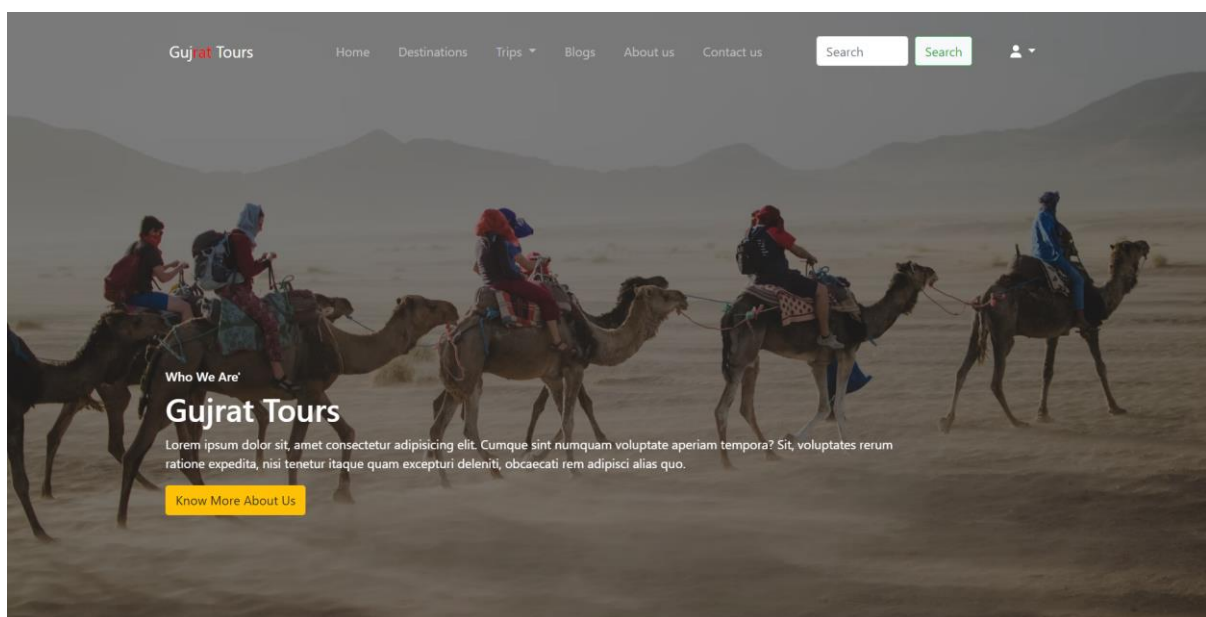 Gujrat Tours
Home
Destinations
Trips
Blogs
About us
Contact us
Search
Search
Who We Are'
Gujrat Tours
Lorem ipsum dolor sit, amet consectetur adipisicing elit. Cumque sint numquam voluptate aperiam tempora? Sit, voluptates rerum
ratione expedita, nisi tenetur itaque quam excepturi deleniti, obcaecati rem adipisci alias quo.
Know More About Us